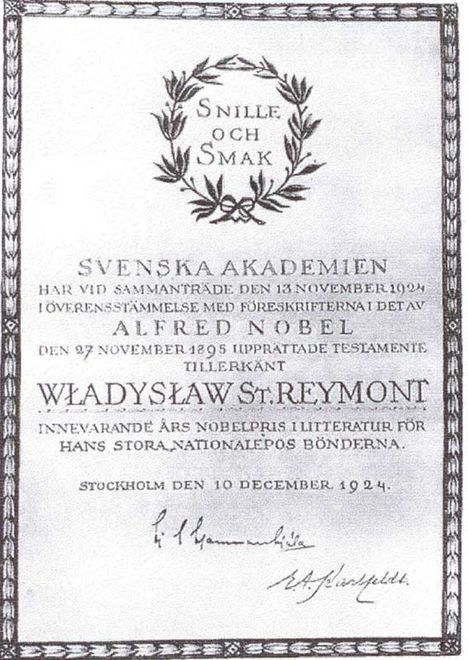 SNILLE
OCH
SMAK
SVENSKA AKADEMIEN
HAR VID SAMMANTRÄDE DEN 13 NOVEMBER 1924
I ÖVERENSSTÄMMELSE MED FÖRESKRIFTERNA I DET AV
ALFRED NOBEL
DEN 27 NOVEMBER 1895 UPPRÄTTADE TESTAMENTE
TILLERKÄNT
WŁADYSŁAW ST. REYMONT
INNEVARANDE ÅRS NOBELPRIS I LITTERATUR FÖR
HANS STORA NATIONALEPOS BÖNDERNA.
STOCKHOLM DEN 10 DECEMBER 1924.
E.A. Karlfeldt.